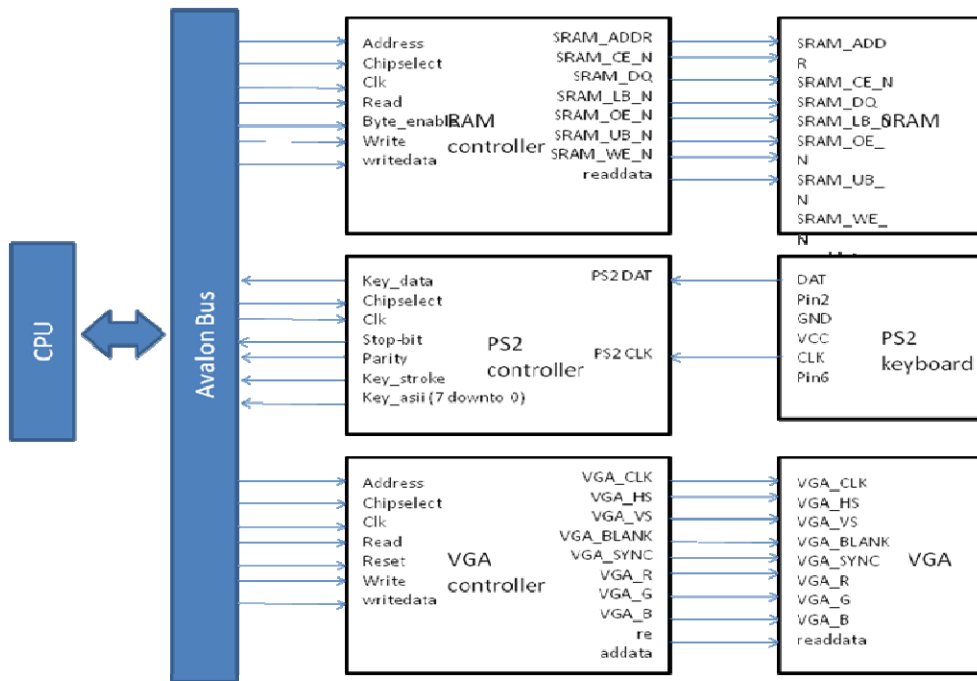 CPU
Avalon Bus
Address
Chipselect
Clk
Read
Byte_enable
Write
writedata
RAM
controller
SRAM_ADDR
SRAM_CE_N
SRAM_DQ
SRAM_LB_N
SRAM_OE_N
SRAM_UB_N
SRAM_WE_N
readdata
SRAM_ADD
R
SRAM_CE_N
SRAM_DQ
SRAM_LB_N
SRAM_OE_
N
SRAM_UB_
N
SRAM_WE_
N
SRAM
Key_data
Chipselect
Clk
Stop-bit
Parity
Key_stroke
Key_asii (7 downto 0)
PS2
controller
PS2 DAT
PS2 CLK
DAT
Pin2
GND
VCC
CLK
Pin6
PS2
keyboard
Address
Chipselect
Clk
Read
Reset
Write
writedata
VGA
controller
VGA_CLK
VGA_HS
VGA_VS
VGA_BLANK
VGA_SYNC
VGA_R
VGA_G
VGA_B
re
addata
VGA_CLK
VGA_HS
VGA_VS
VGA_BLANK
VGA_SYNC
VGA_R
VGA_G
VGA_B
readdata
VGA